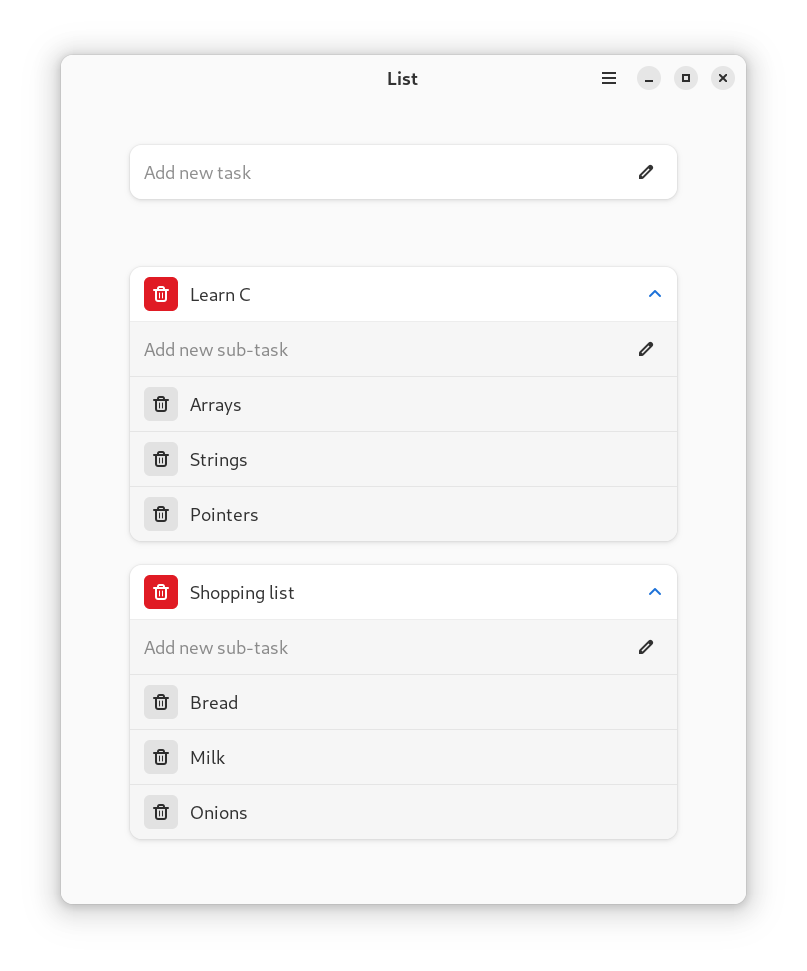 List
Add new task
Learn C
Add new sub-task
Arrays
Strings
Pointers
Shopping list
Add new sub-task
Bread
Milk
Onions